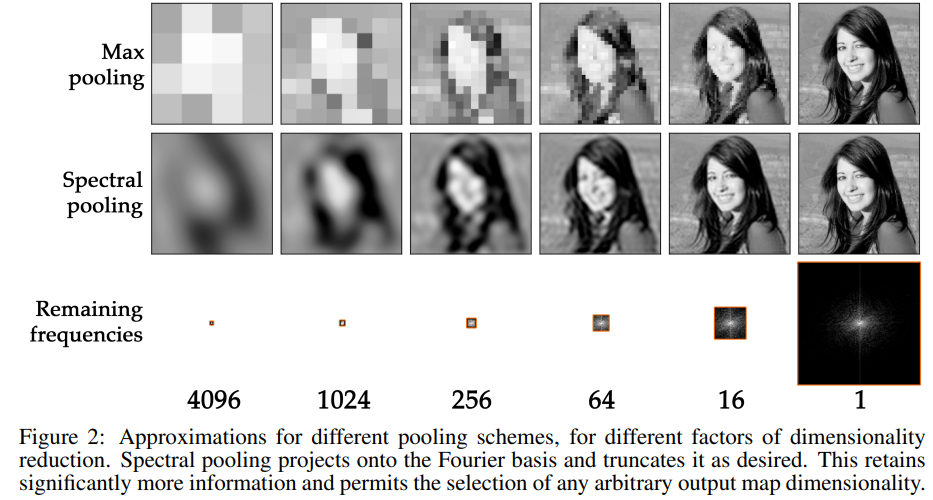 Max
pooling
Spectral
pooling
Remaining
frequencies
4096 1024 256 64 16 1
Figure 2: Approximations for different pooling schemes, for different factors of dimensionality
reduction. Spectral pooling projects onto the Fourier basis and truncates it as desired. This retains
significantly more information and permits the selection of any arbitrary output map dimensionality.